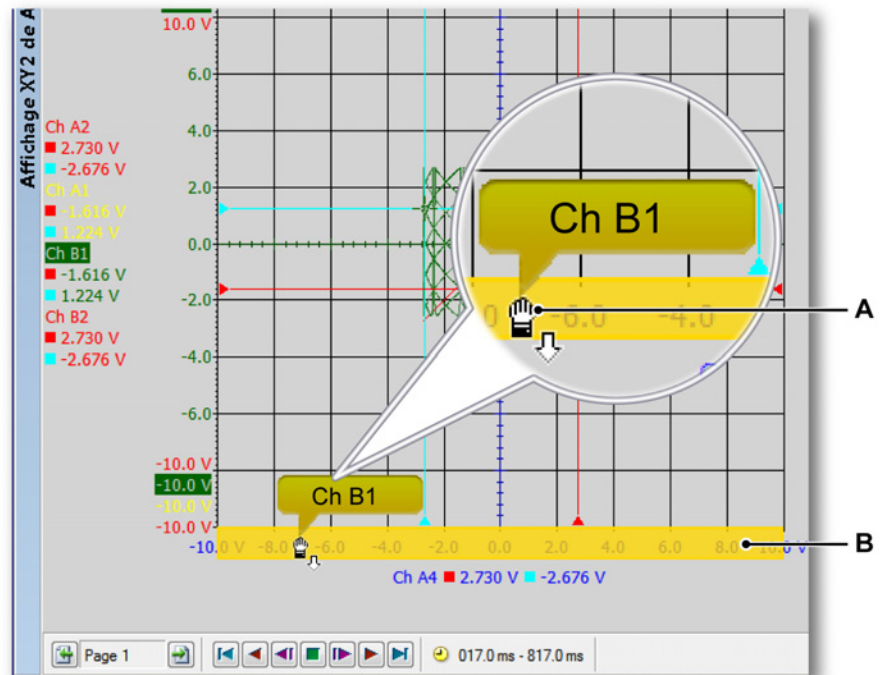 Affichage XY2 de A
10.0 V
6.0
4.0
2.0
0.0
-2.0
-4.0
-6.0
-10.0 V
-10.0 V
-10.0 V
-10.0 V
Ch A2
2.730 V
-2.676 V
Ch A1
-1.616 V
1.224 V
Ch B1
-1.616 V
1.224 V
Ch B2
2.730 V
-2.676 V
Ch B1
0 -6.0 -4.0
A
Ch B1
-10.0 V -8.0 -6.0 -4.0 -2.0 0.0 2.0 4.0 6.0 8.0 10.0 V
B
Ch A4 2.730 V -2.676 V
Page 1 017.0 ms - 817.0 ms